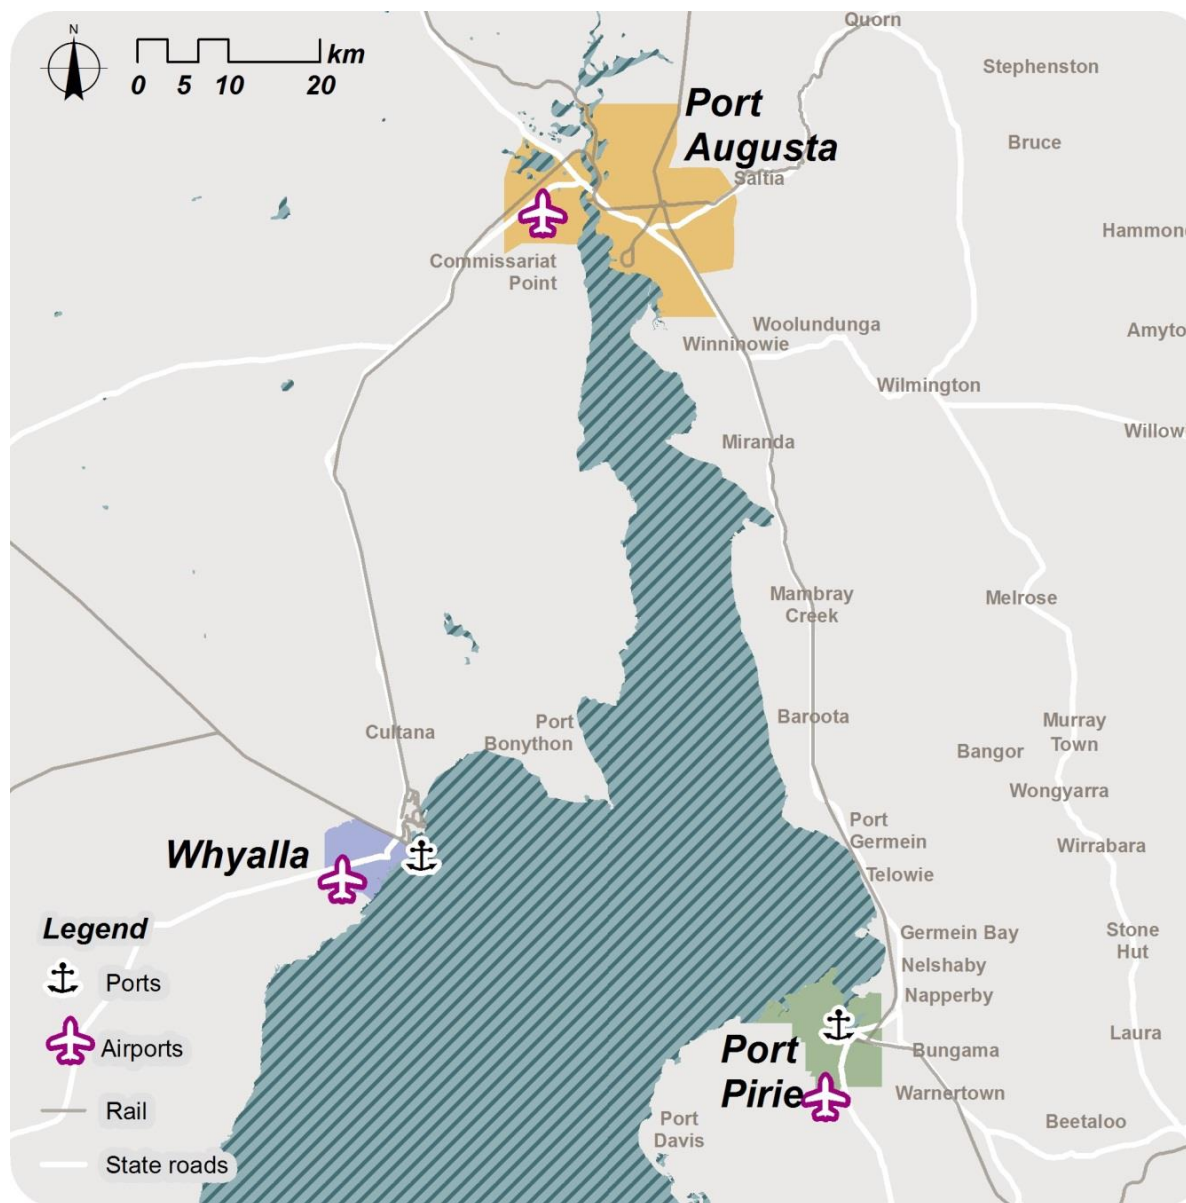 N
km
0 5 10 20
Quorn
Stephenston
Port
Augusta
Bruce
Saltia
Hammond
Commissariat
Point
Woolundunga
Winninowie
Amyto
Wilmington
Willow
Miranda
Mambray
Creek
Melrose
Baroota
Cultana
Port
Bonython
Murray
Town
Bangor
Wongyarra
Port
Germein
Wirrabara
Whyalla
Telowie
Legend
Ports
Airports
Rail
State roads
Germein Bay
Stone
Hut
Nelshaby
Napperby
Laura
Port
Pirie
Bungama
Warnertown
Port
Davis
Beetaloo